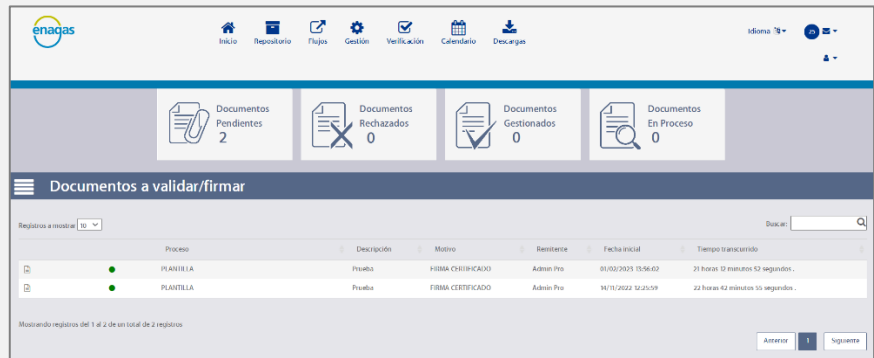 enagas
Inicio Repositorio Flujos Gestión Verificación Calendario Descargas
Idioma
25
Documentos Pendientes 2
Documentos Rechazados 0
Documentos Gestionados 0
Documentos En Proceso 0
Documentos a validar/firmar
Registros a mostrar 10
Buscar:
Proceso Descripción Motivo Remitente Fecha inicial Tiempo transcurrido
PLANTILLA Prueba FIRMA CERTIFICADO Admin Pro 01/02/2023 13:56:02 21 horas 12 minutos 52 segundos .
PLANTILLA Prueba FIRMA CERTIFICADO Admin Pro 14/11/2022 12:25:59 22 horas 42 minutos 55 segundos .
Mostrando registros del 1 al 2 de un total de 2 registros
Anterior 1 Siguiente